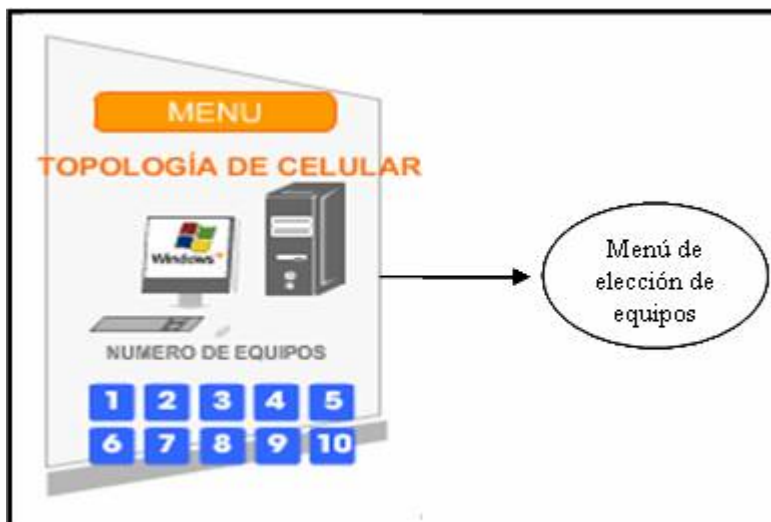 MENU
TOPOLOGÍA DE CELULAR
Windows
NUMERO DE EQUIPOS
1 2 3 4 5
6 7 8 9 10
Menú de
elección de
equipos